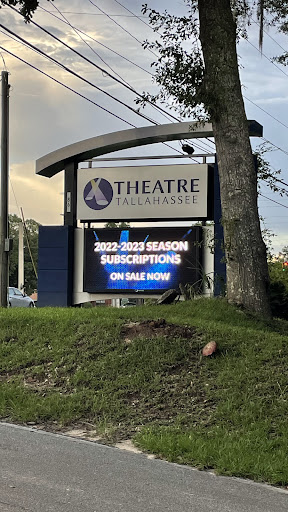 THEATRE
TALLAHASSEE
2022-2023 SEASON
SUBSCRIPTIONS
ON SALE NOW